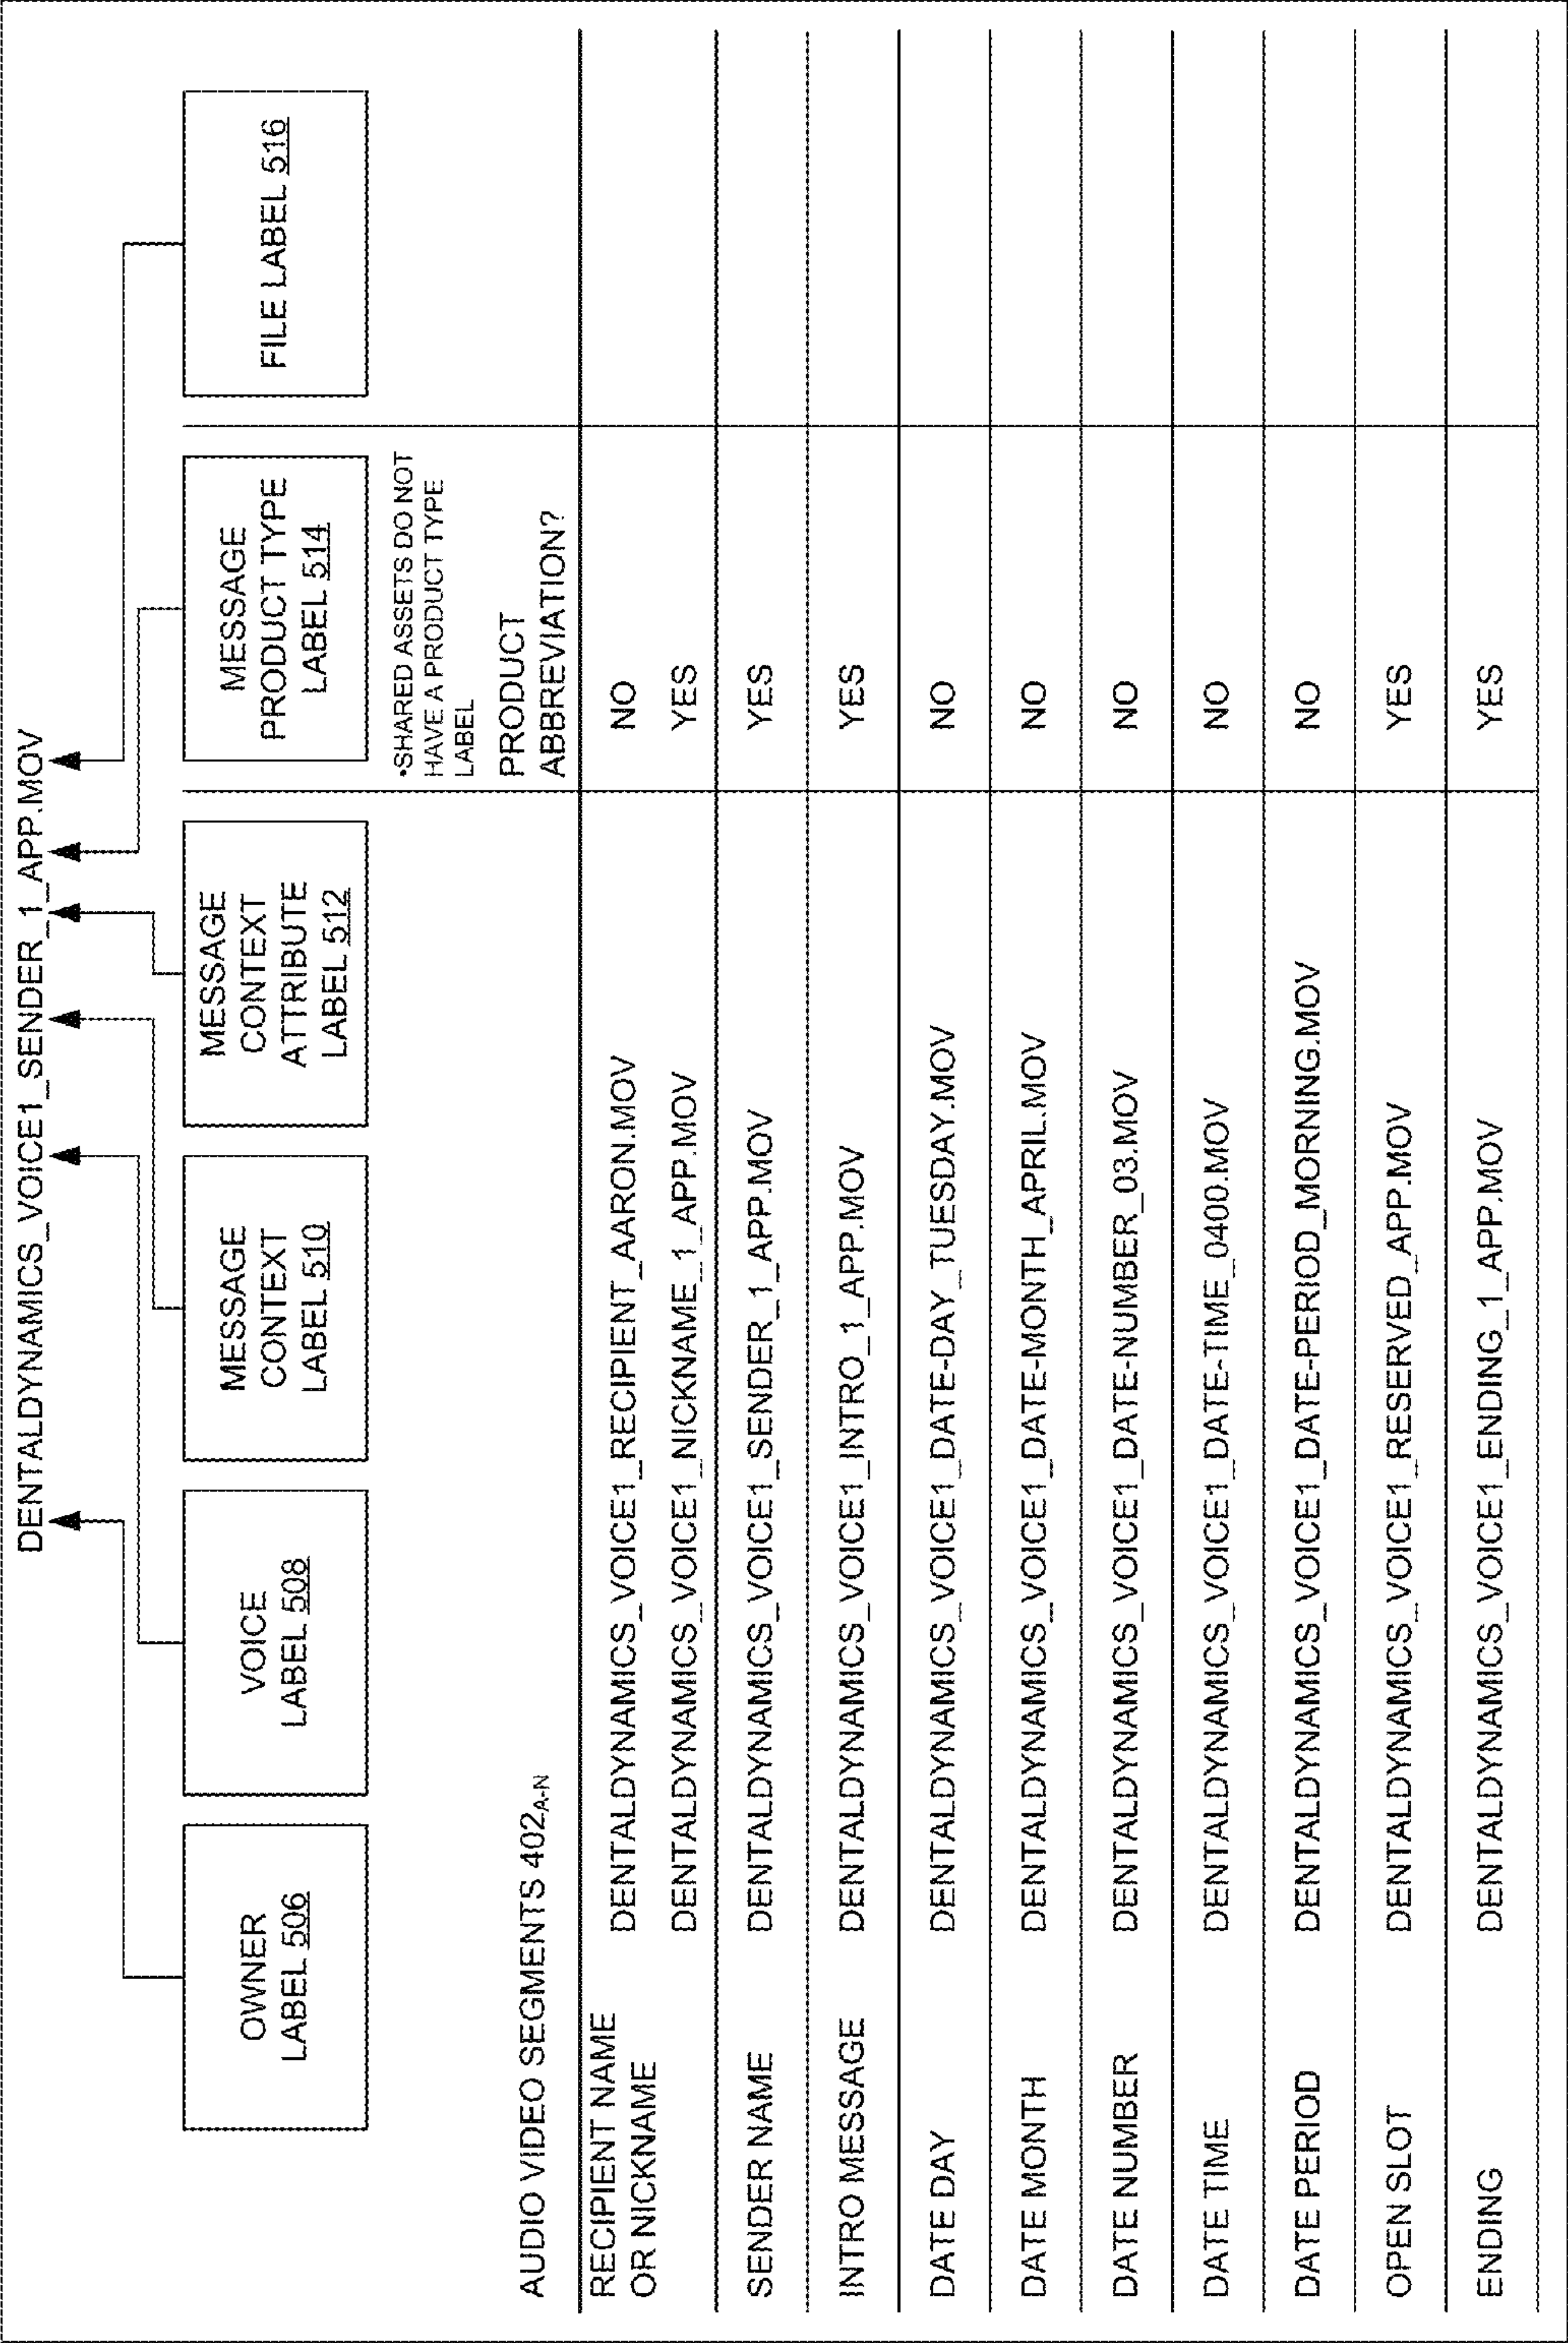 DENTALDYNAMICS_VOICE1_SENDER_1_APP.MOV
OWNER
LABEL 506
VOICE
LABEL 508
MESSAGE
CONTEXT
LABEL 510
MESSAGE
CONTEXT
ATTRIBUTE
LABEL 512
MESSAGE
PRODUCT TYPE
LABEL 514
FILE LABEL 516
•SHARED ASSETS DO NOT
HAVE A PRODUCT TYPE
LABEL
AUDIO VIDEO SEGMENTS 402A-N
PRODUCT
ABBREVIATION?
RECIPIENT NAME
OR NICKNAME
DENTALDYNAMICS_VOICE1_RECIPIENT_AARON.MOV NO
DENTALDYNAMICS_VOICE1_NICKNAME_1_APP.MOV YES
SENDER NAME DENTALDYNAMICS_VOICE1_SENDER_1_APP.MOV YES
INTRO MESSAGE DENTALDYNAMICS_VOICE1_INTRO_1_APP.MOV YES
DATE DAY DENTALDYNAMICS_VOICE1_DATE-DAY_TUESDAY.MOV NO
DATE MONTH DENTALDYNAMICS_VOICE1_DATE-MONTH_APRIL.MOV NO
DATE NUMBER DENTALDYNAMICS_VOICE1_DATE-NUMBER_03.MOV NO
DATE TIME DENTALDYNAMICS_VOICE1_DATE-TIME_0400.MOV NO
DATE PERIOD DENTALDYNAMICS_VOICE1_DATE-PERIOD_MORNING.MOV NO
OPEN SLOT DENTALDYNAMICS_VOICE1_RESERVED_APP.MOV YES
ENDING DENTALDYNAMICS_VOICE1_ENDING_1_APP.MOV YES